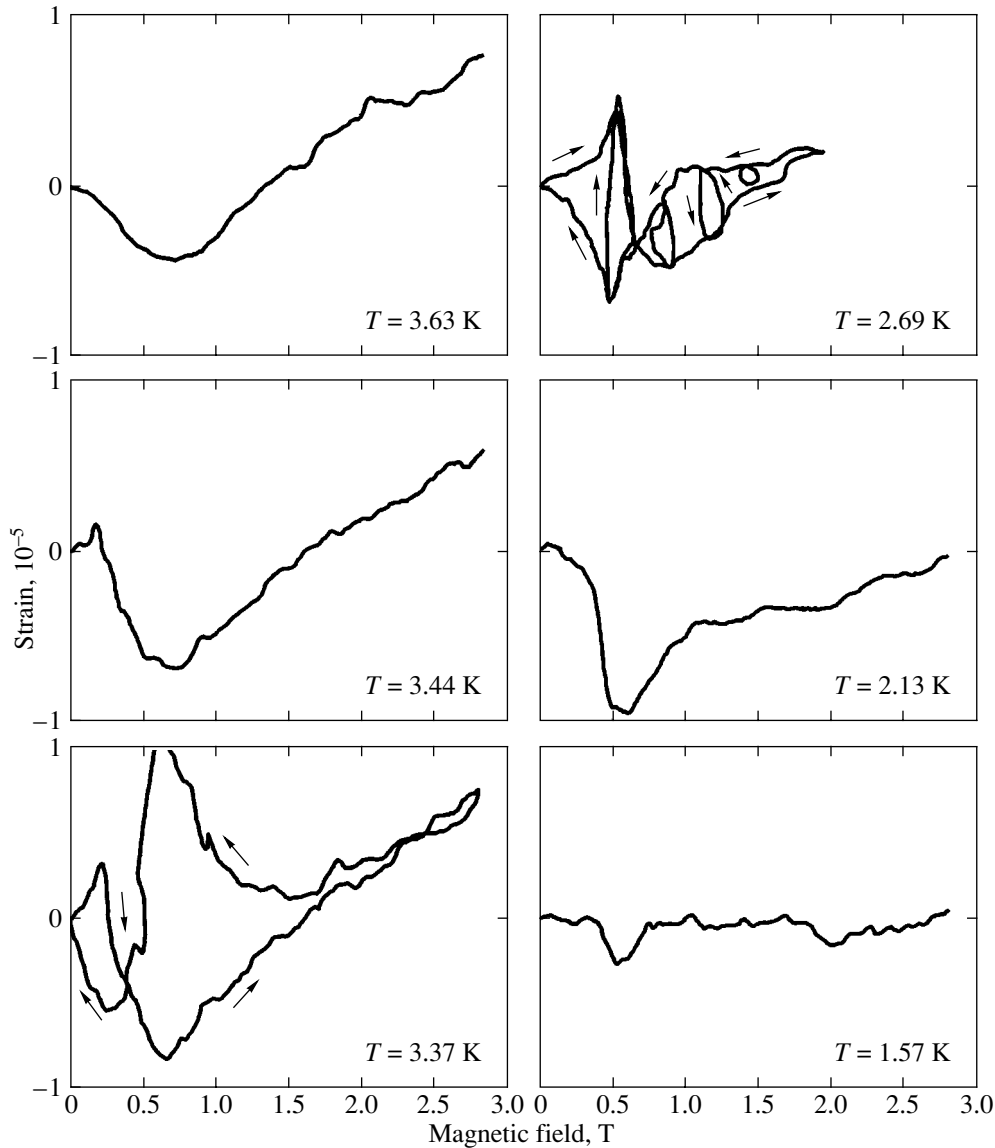 1
0
−1
T = 3.63 K
T = 2.69 K
1
0
−1
Strain, 10⁻⁵
T = 3.44 K
T = 2.13 K
1
0
−1
T = 3.37 K
T = 1.57 K
0 0.5 1.0 1.5 2.0 2.5 3.0 0 0.5 1.0 1.5 2.0 2.5 3.0
Magnetic field, T